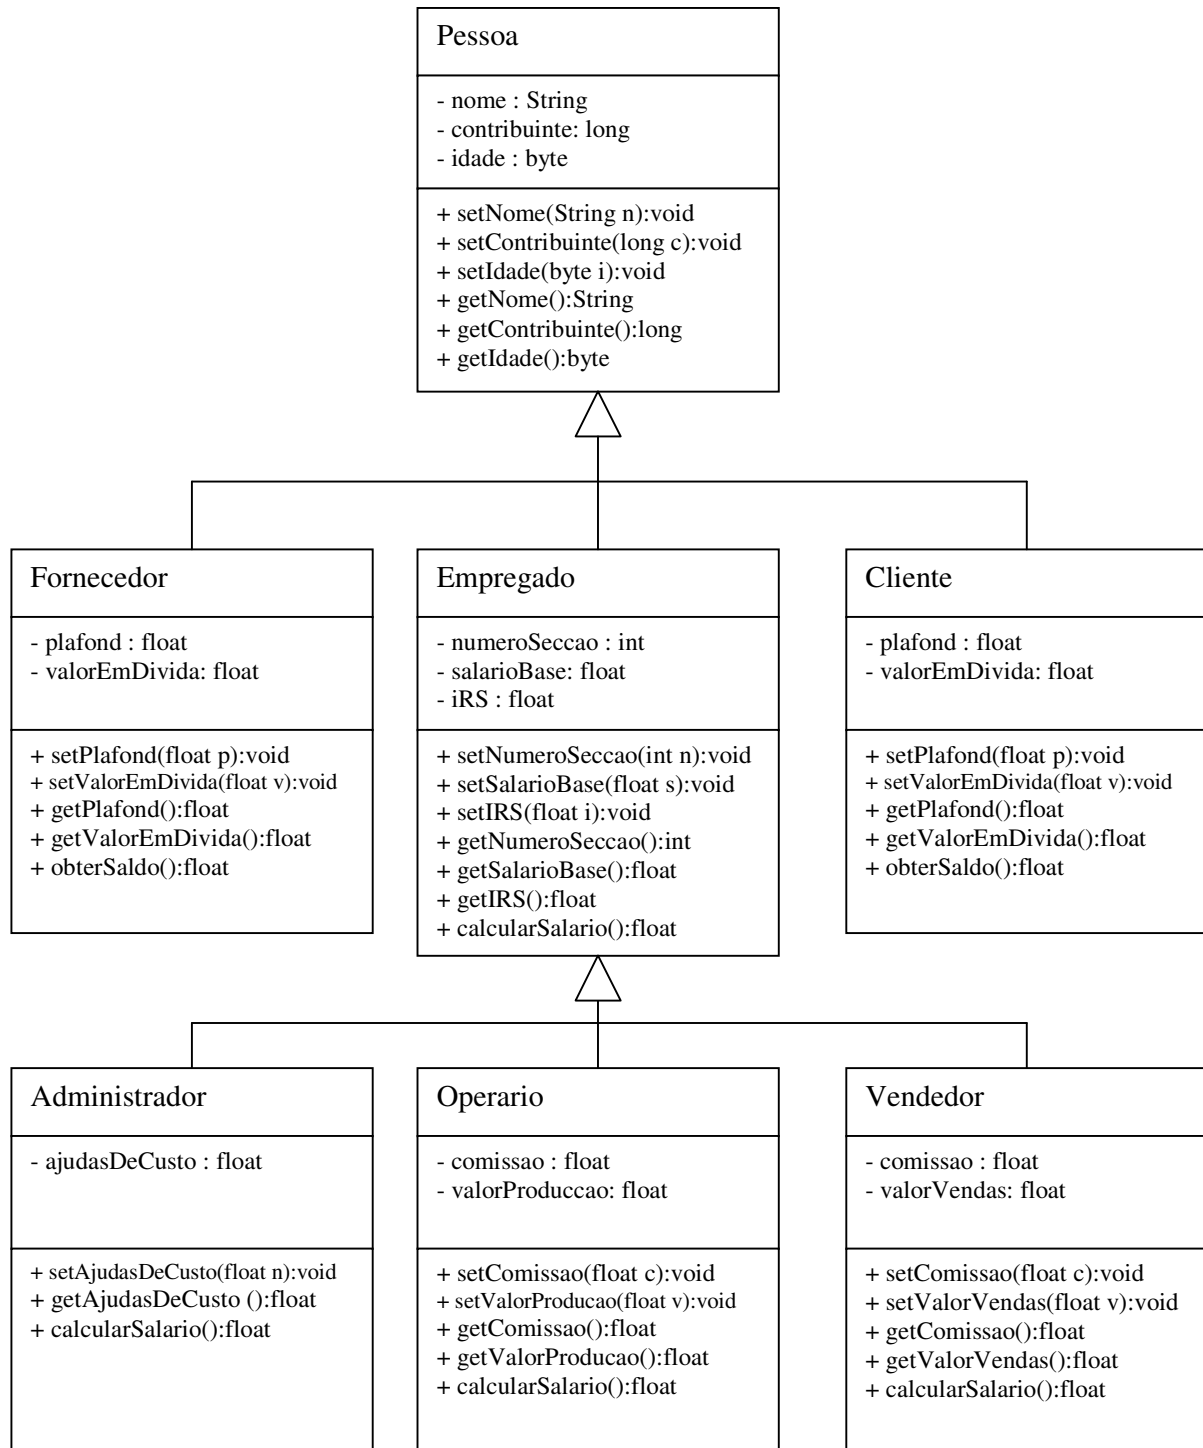 Pessoa
- nome : String
- contribuinte: long
- idade : byte
+ setNome(String n):void
+ setContribuinte(long c):void
+ setIdade(byte i):void
+ getNome():String
+ getContribuinte():long
+ getIdade():byte
Fornecedor
- plafond : float
- valorEmDivida: float
+ setPlafond(float p):void
+ setValorEmDivida(float v):void
+ getPlafond():float
+ getValorEmDivida():float
+ obterSaldo():float
Empregado
- numeroSeccao : int
- salarioBase: float
- iRS : float
+ setNumeroSeccao(int n):void
+ setSalarioBase(float s):void
+ setIRS(float i):void
+ getNumeroSeccao():int
+ getSalarioBase():float
+ getIRS():float
+ calcularSalario():float
Cliente
- plafond : float
- valorEmDivida: float
+ setPlafond(float p):void
+ setValorEmDivida(float v):void
+ getPlafond():float
+ getValorEmDivida():float
+ obterSaldo():float
Administrador
- ajudasDeCusto : float
+ setAjudasDeCusto(float n):void
+ getAjudasDeCusto ():float
+ calcularSalario():float
Operario
- comissao : float
- valorProduccao: float
+ setComissao(float c):void
+ setValorProducao(float v):void
+ getComissao():float
+ getValorProducao():float
+ calcularSalario():float
Vendedor
- comissao : float
- valorVendas: float
+ setComissao(float c):void
+ setValorVendas(float v):void
+ getComissao():float
+ getValorVendas():float
+ calcularSalario():float